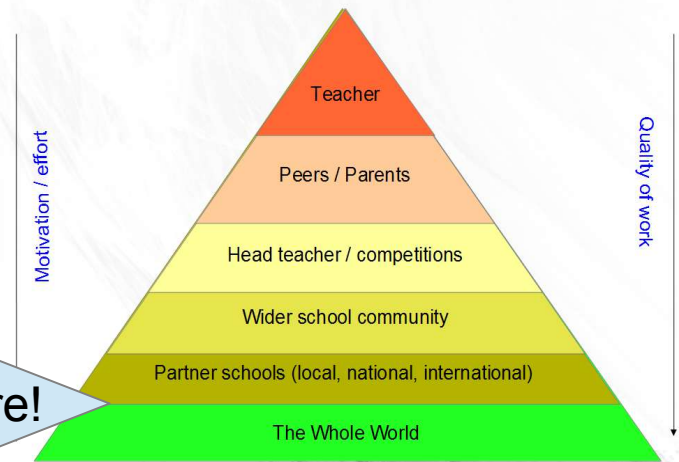 Teacher
Peers / Parents
Head teacher / competitions
Wider school community
Partner schools (local, national, international)
The Whole World
Motivation / effort
Quality of work